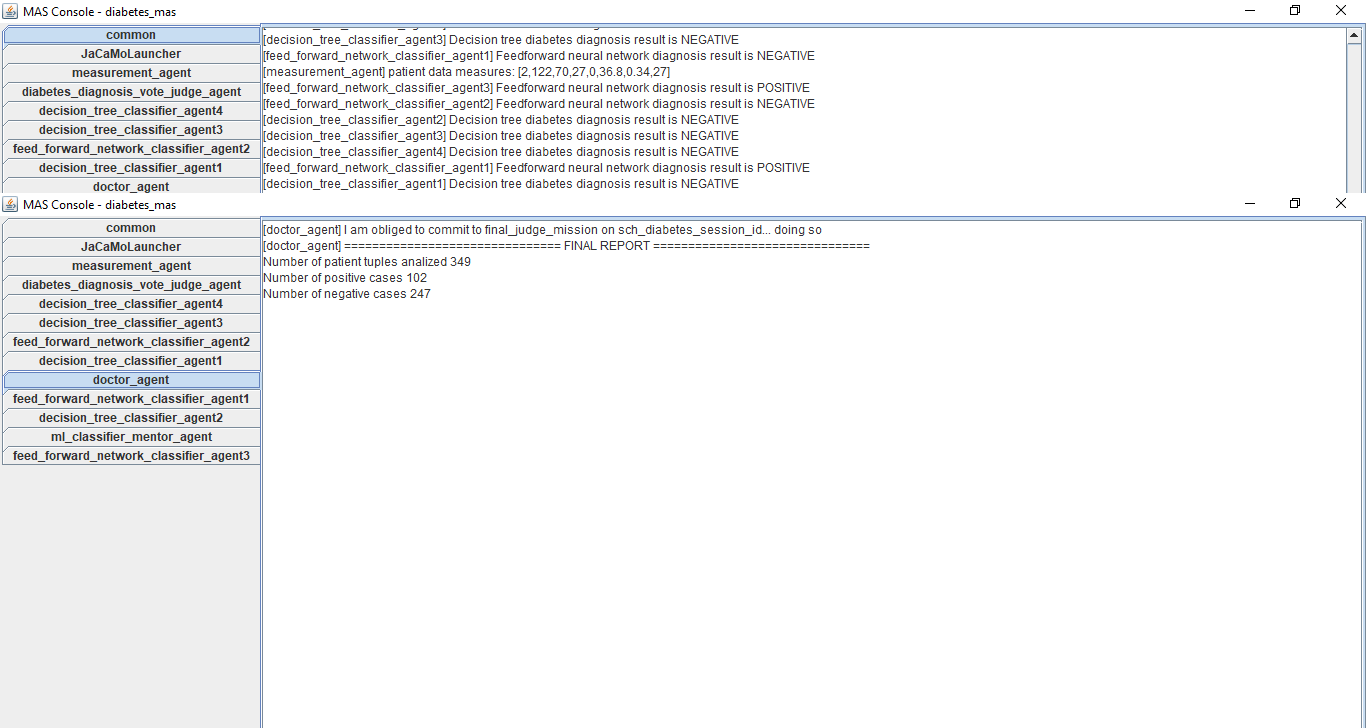 MAS Console - diabetes_mas
common
JaCaMoLauncher
measurement_agent
diabetes_diagnosis_vote_judge_agent
decision_tree_classifier_agent4
decision_tree_classifier_agent3
feed_forward_network_classifier_agent2
decision_tree_classifier_agent1
doctor_agent
[decision_tree_classifier_agent3] Decision tree diabetes diagnosis result is NEGATIVE
[feed_forward_network_classifier_agent1] Feedforward neural network diagnosis result is NEGATIVE
[measurement_agent] patient data measures: [2,122,70,27,0,36.8,0.34,27]
[feed_forward_network_classifier_agent3] Feedforward neural network diagnosis result is POSITIVE
[feed_forward_network_classifier_agent2] Feedforward neural network diagnosis result is NEGATIVE
[decision_tree_classifier_agent2] Decision tree diabetes diagnosis result is NEGATIVE
[decision_tree_classifier_agent3] Decision tree diabetes diagnosis result is NEGATIVE
[decision_tree_classifier_agent4] Decision tree diabetes diagnosis result is NEGATIVE
[feed_forward_network_classifier_agent1] Feedforward neural network diagnosis result is POSITIVE
[decision_tree_classifier_agent1] Decision tree diabetes diagnosis result is NEGATIVE
MAS Console - diabetes_mas
common
JaCaMoLauncher
measurement_agent
diabetes_diagnosis_vote_judge_agent
decision_tree_classifier_agent4
decision_tree_classifier_agent3
feed_forward_network_classifier_agent2
decision_tree_classifier_agent1
doctor_agent
feed_forward_network_classifier_agent1
decision_tree_classifier_agent2
ml_classifier_mentor_agent
feed_forward_network_classifier_agent3
[doctor_agent] I am obliged to commit to final_judge_mission on sch_diabetes_session_id... doing so
[doctor_agent] =============================== FINAL REPORT ===============================
Number of patient tuples analized 349
Number of positive cases 102
Number of negative cases 247